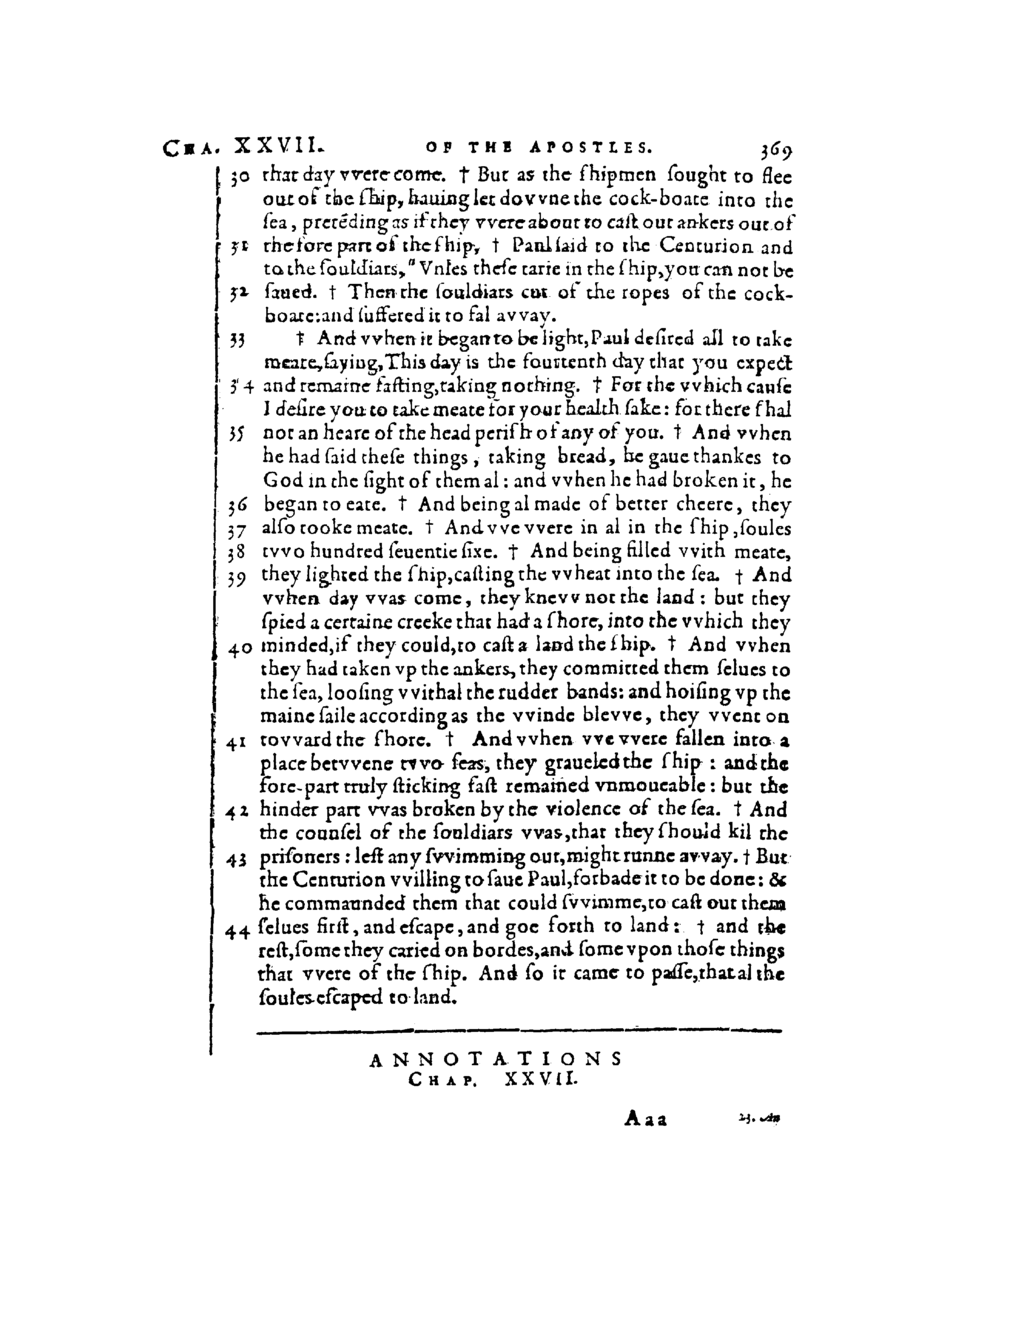 CHA. XXVII. OF THE APOSTLES. 369
30 that day vvere come. † But as the ſhipmen ſought to flee
out of the ſhip, hauing let dovvne the cock-boate into the
ſea, pretẽding as if they vvere about to caſt out ankers out of
31 the fore part of the ſhip, † Paul ſaid to the Centurion and
to the ſouldiars, " Vnles theſe tarie in the ſhip, you can not be
32 ſaued. † Then the ſouldiars cut of the ropes of the cock-
boate: and ſuffered it to fal avvay.
33 † And vvhen it began to be light, Paul deſired all to take
meate, ſaying, This day is the fourtenth day that you expect
34 and remaine faſting, taking nothing. † For the vvhich cauſe
I deſire you to take meate for your health ſake: for there ſhal
35 not an heare of the head periſh of any of you. † And vvhen
he had ſaid theſe things, taking bread, he gaue thankes to
God in the ſight of them al: and vvhen he had broken it, he
36 began to eate. † And being al made of better cheere, they
37 alſo tooke meate. † And vve vvere in al in the ſhip, ſoules
38 tvvo hundred ſeuentie ſixe. † And being filled vvith meate,
39 they lighted the ſhip, caſting the vvheat into the ſea. † And
vvhen day vvas come, they knevv not the land: but they
ſpied a certaine creeke that had a ſhore, into the vvhich they
40 minded, if they could, to caſt a land the ſhip. † And vvhen
they had taken vp the ankers, they committed them ſelues to
the ſea, looſing vvithal the rudder bands: and hoiſing vp the
maine ſaile according as the vvinde blevve, they vvent on
41 tovvard the ſhore. † And vvhen vve vvere fallen into a
place betvvene tvvo ſeas, they graueled the ſhip: and the
fore-part truly ſticking faſt remained vnmoueable: but the
42 hinder part vvas broken by the violence of the ſea. † And
the counſel of the ſouldiars vvas, that they ſhould kil the
43 priſoners: leſt any ſvvimming out, might runne avvay. † But
the Centurion vvilling to ſaue Paul, forbade it to be done: &
he commaunded them that could ſvvimme, to caſt out them
44 ſelues firſt, and eſcape, and goe forth to land: † and the
reſt, ſome they caried on bordes, and ſome vpon thoſe things
that vvere of the ſhip. And ſo it came to paſſe, that al the
ſoules eſcaped to land.
ANNOTATIONS
CHAP. XXVII.
Aaa 23. An